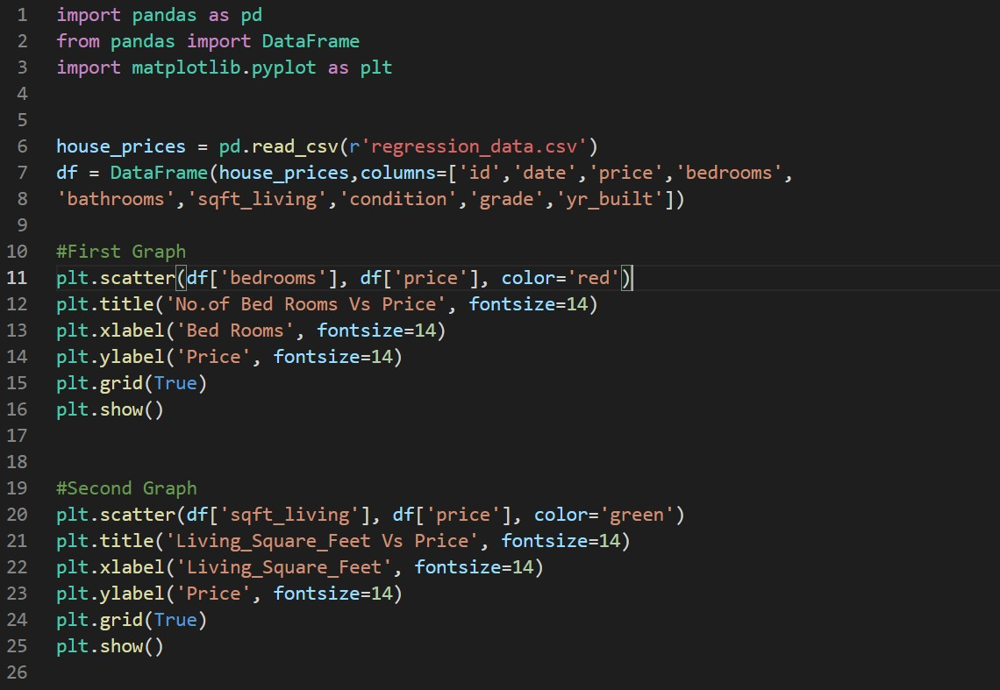 1 import pandas as pd
2 from pandas import DataFrame
3 import matplotlib.pyplot as plt
4
5
6 house_prices = pd.read_csv(r'regression_data.csv')
7 df = DataFrame(house_prices,columns=['id','date','price','bedrooms',
8 'bathrooms','sqft_living','condition','grade','yr_built'])
9
10 #First Graph
11 plt.scatter(df['bedrooms'], df['price'], color='red')
12 plt.title('No.of Bed Rooms Vs Price', fontsize=14)
13 plt.xlabel('Bed Rooms', fontsize=14)
14 plt.ylabel('Price', fontsize=14)
15 plt.grid(True)
16 plt.show()
17
18
19 #Second Graph
20 plt.scatter(df['sqft_living'], df['price'], color='green')
21 plt.title('Living_Square_Feet Vs Price', fontsize=14)
22 plt.xlabel('Living_Square_Feet', fontsize=14)
23 plt.ylabel('Price', fontsize=14)
24 plt.grid(True)
25 plt.show()
26